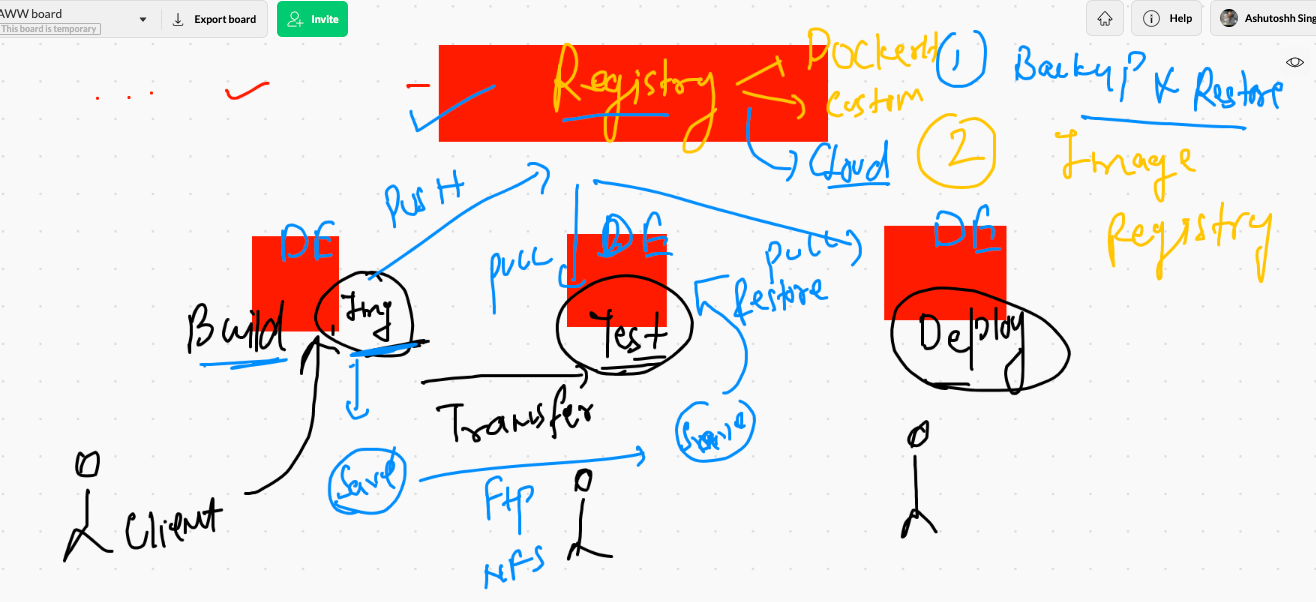 AWW board
This board is temporary
Export board
Invite
Help
Ashutoshh Sing
Registry
DockerH
Custom
Cloud
1
Backup & Restore
2
Image
Registry
PUSH
PULL
PULL
DE
DE
DE
Build
Img
Test
Restore
Deploy
Transfer
Save
Save
Ftp
NFS
Client